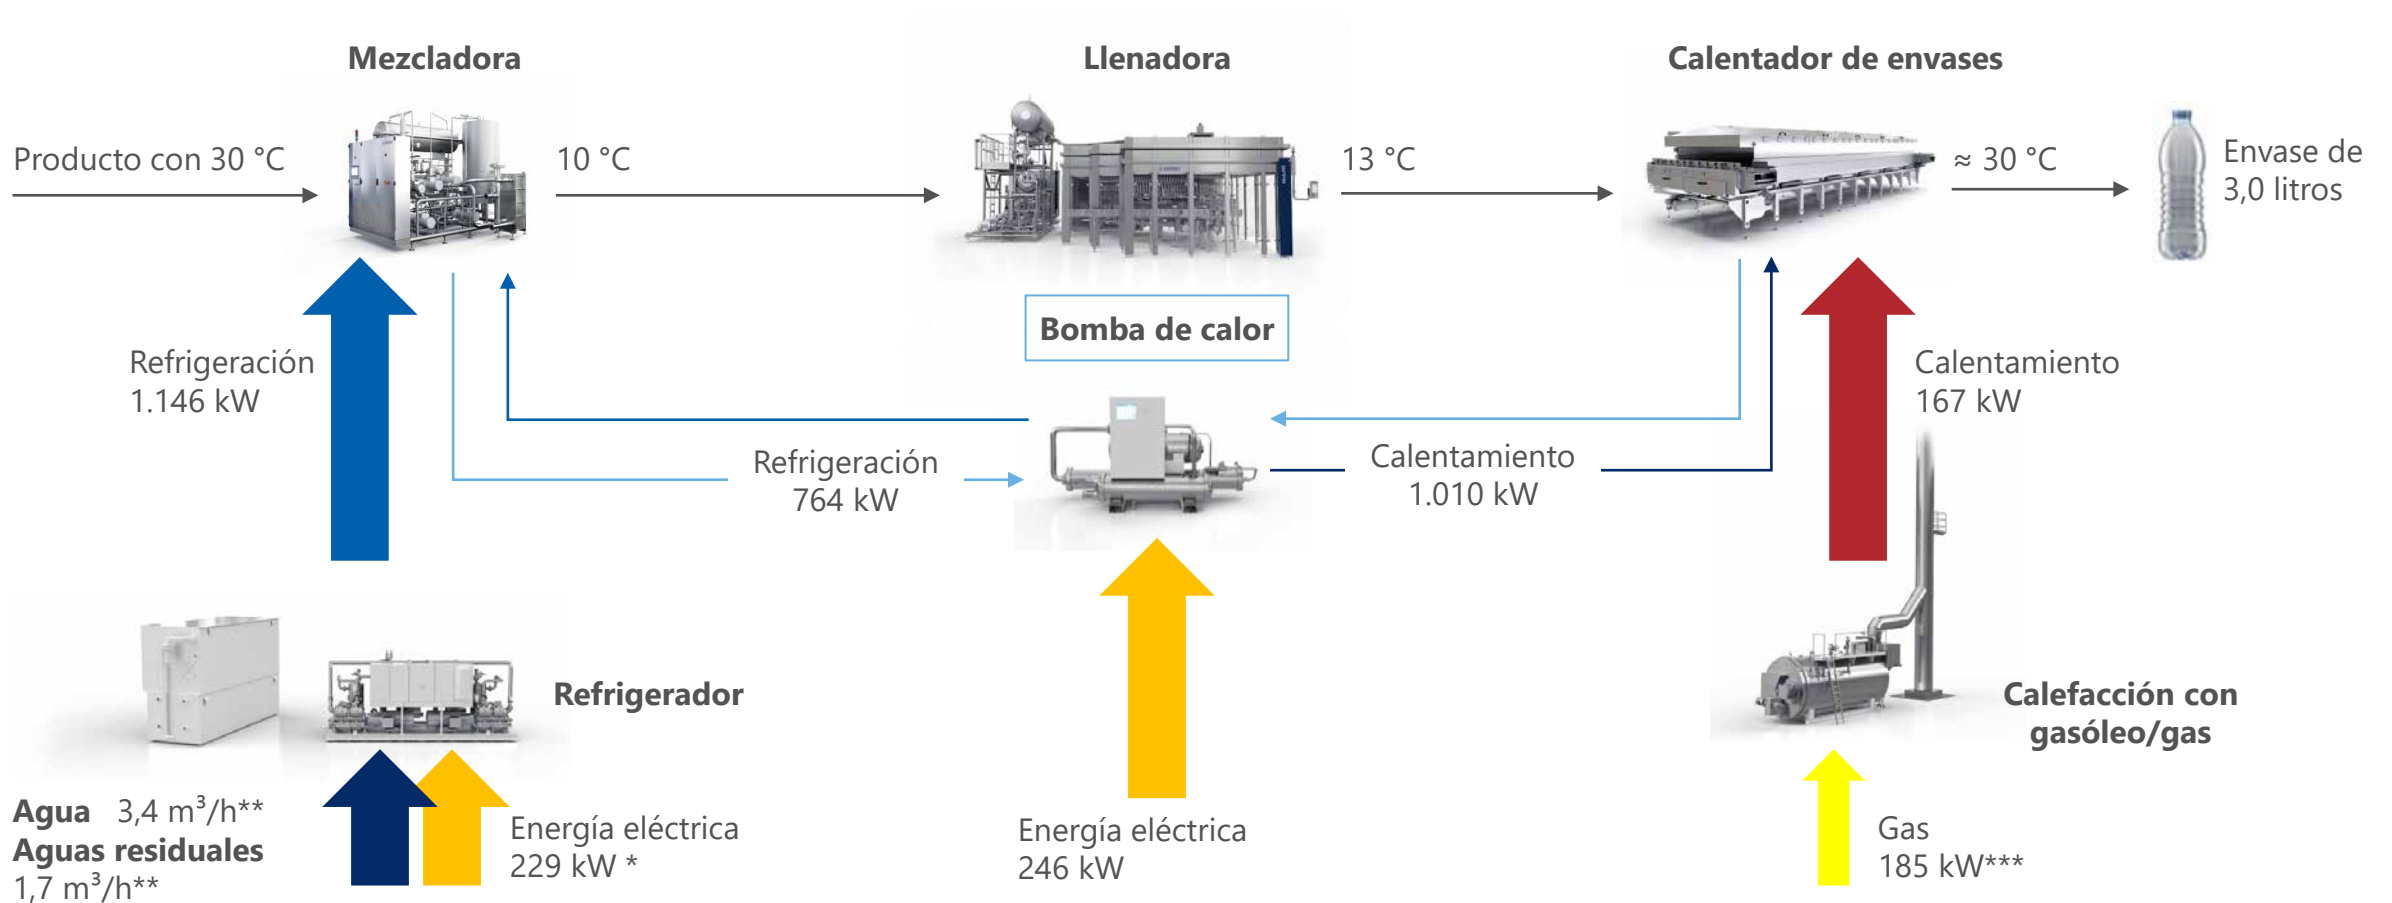 Mezcladora
Llenadora
Calentador de envases
Producto con 30 °C
10 °C
13 °C
≈ 30 °C
Envase de
3,0 litros
Bomba de calor
Refrigeración
1.146 kW
Calentamiento
167 kW
Refrigeración
764 kW
Calentamiento
1.010 kW
Refrigerador
Calefacción con
gasóleo/gas
Agua 3,4 m³/h**
Aguas residuales
1,7 m³/h**
Energía eléctrica
229 kW *
Energía eléctrica
246 kW
Gas
185 kW***